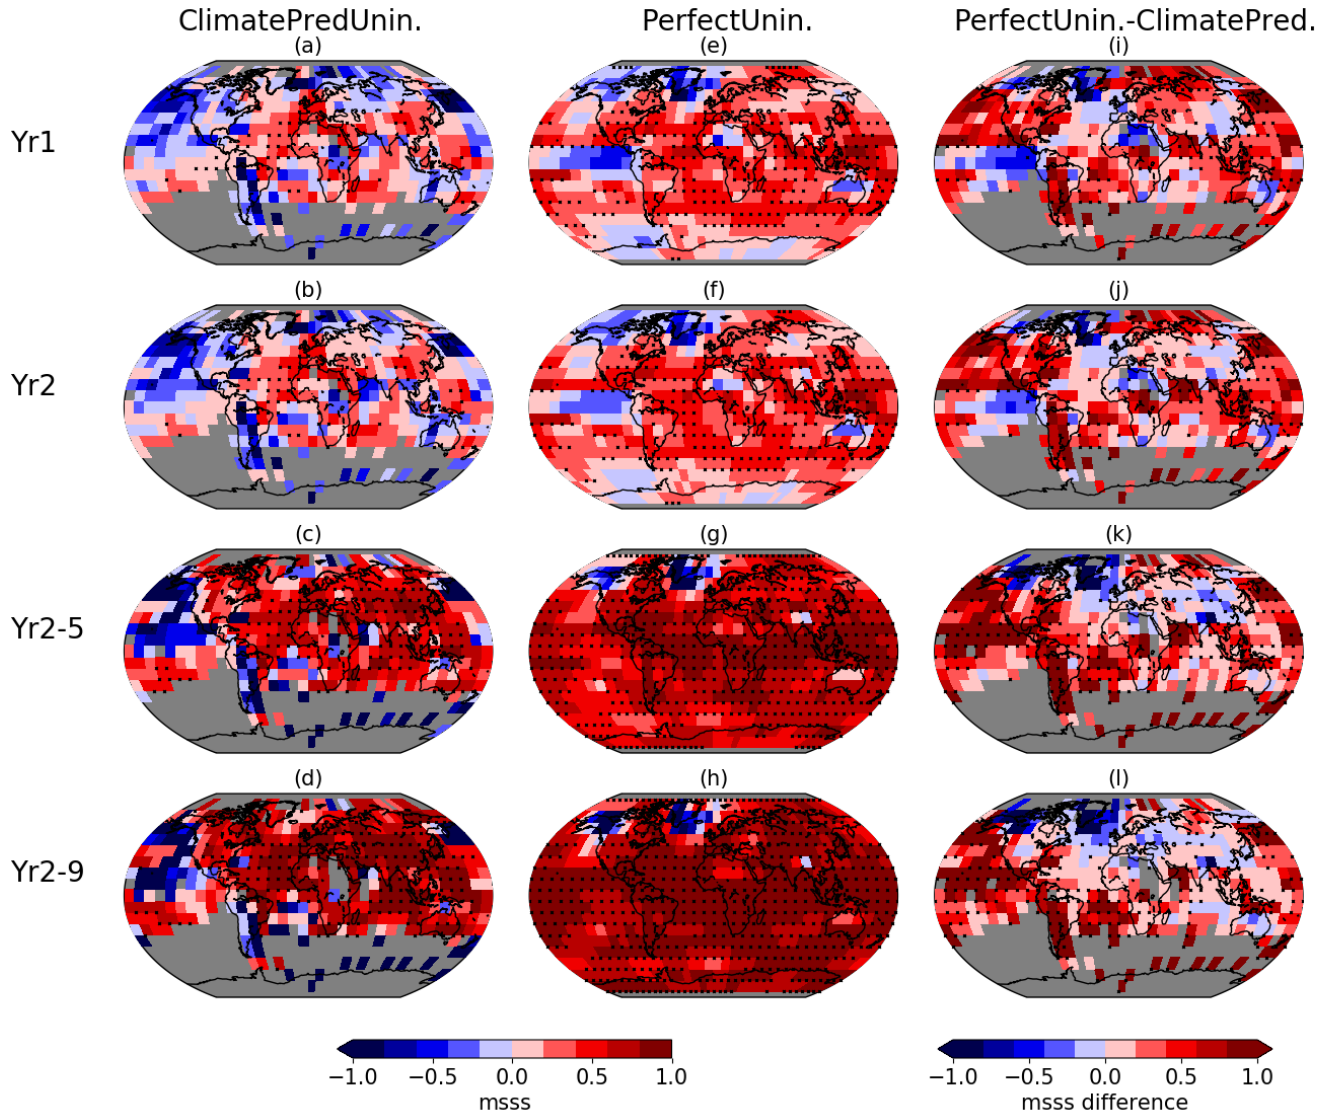 ClimatePredUnin. PerfectUnin. PerfectUnin.-ClimatePred.
(a) (e) (i)
Yr1
(b) (f) (j)
Yr2
(c) (g) (k)
Yr2-5
(d) (h) (l)
Yr2-9
−1.0 −0.5 0.0 0.5 1.0 −1.0 −0.5 0.0 0.5 1.0
msss msss difference